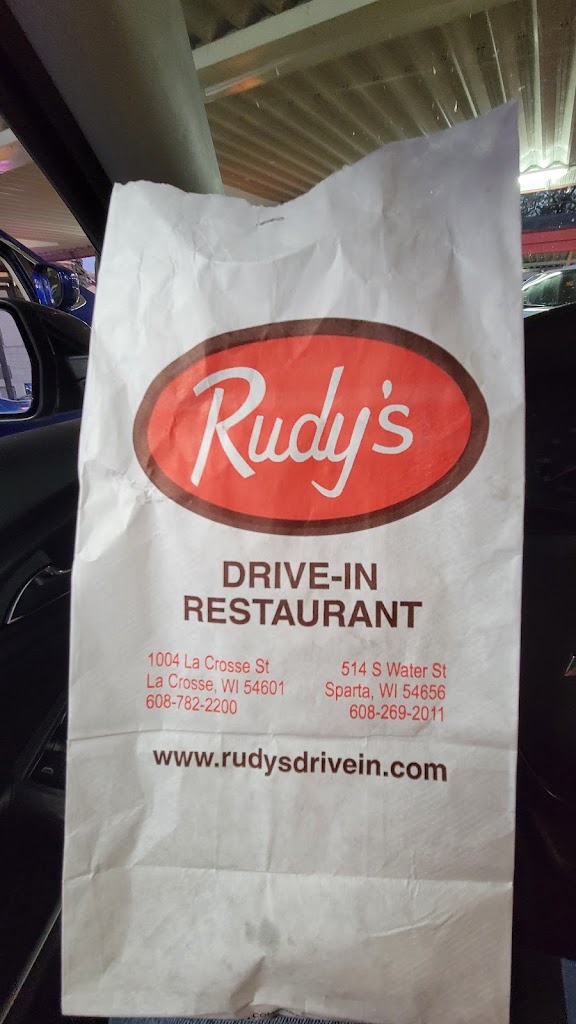 Rudy's
DRIVE-IN
RESTAURANT
1004 La Crosse St
La Crosse, WI 54601
608-782-2200
514 S Water St
Sparta, WI 54656
608-269-2011
www.rudysdrivein.com